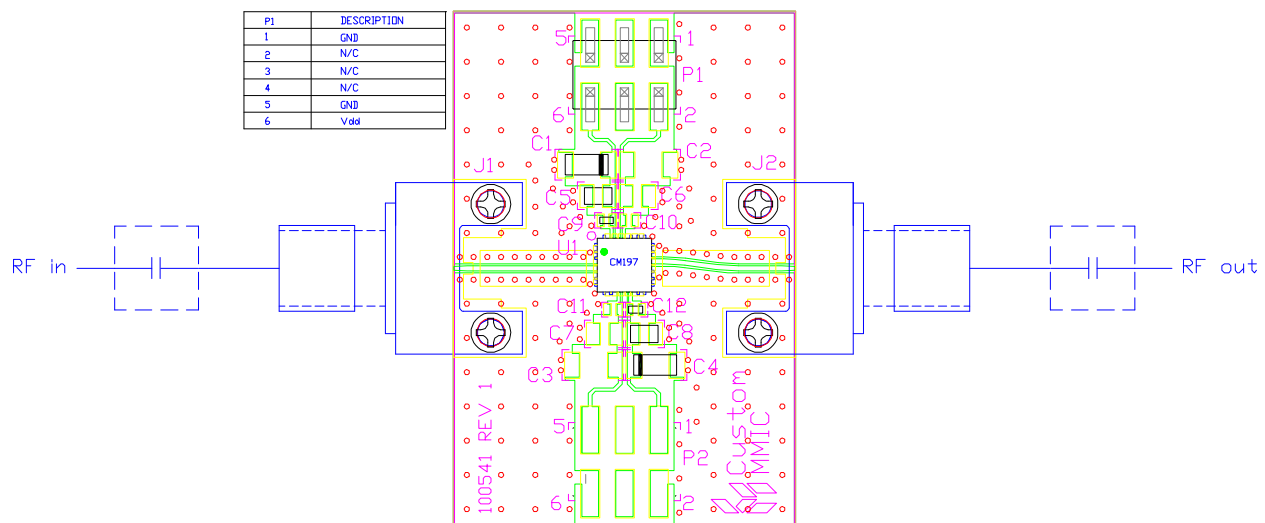 P1 DESCRIPTION
1 GND
2 N/C
3 N/C
4 N/C
5 GND
6 Vdd
5 1
P1
6 2
C1 C2
J1 J2
C5 C6
C9 C10
U1
CM197
RF in
RF out
C11 C12
C7 C8
C3 C4
5 1
P2
6 2
100541 REV 1
Custom
MMIC